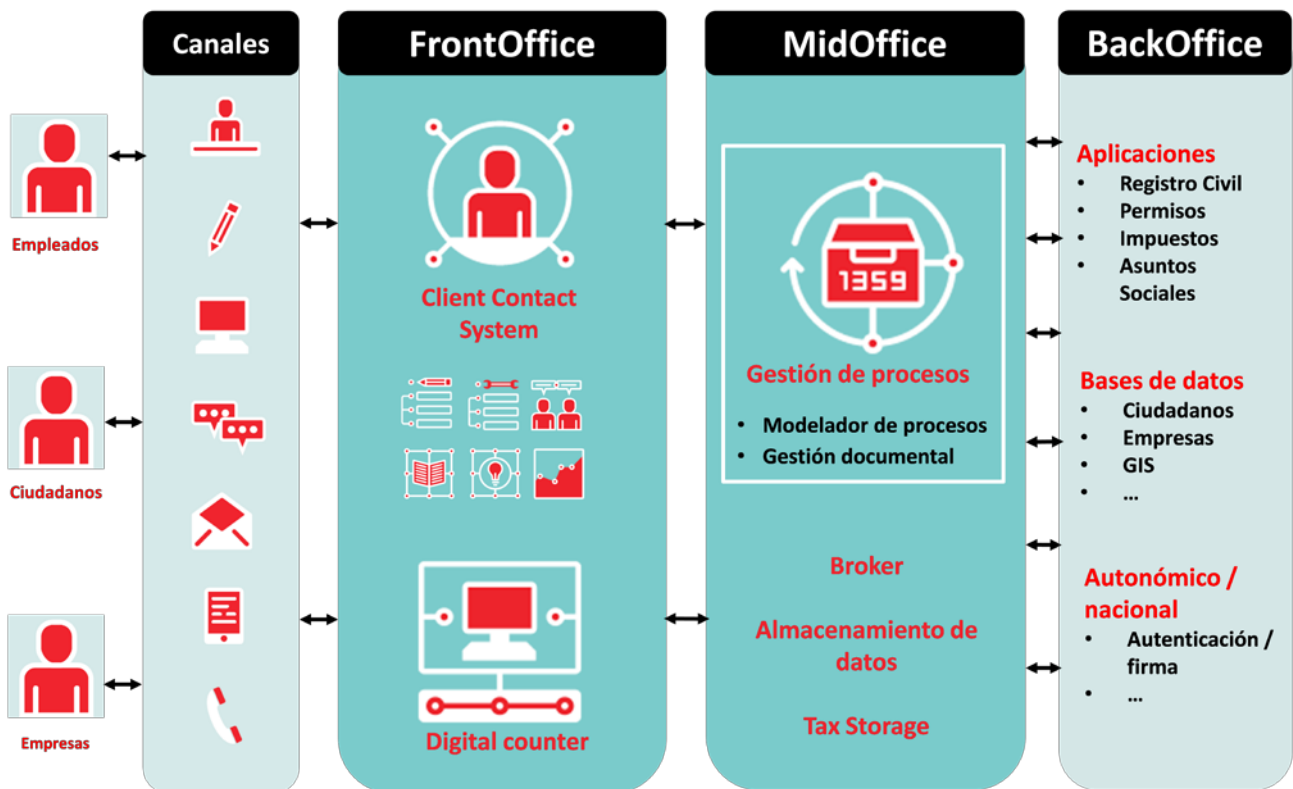 Canales
FrontOffice
MidOffice
BackOffice
Empleados
Ciudadanos
Empresas
Client Contact
System
Digital counter
1359
Gestión de procesos
• Modelador de procesos
• Gestión documental
Broker
Almacenamiento de
datos
Tax Storage
Aplicaciones
• Registro Civil
• Permisos
• Impuestos
• Asuntos
Sociales
Bases de datos
• Ciudadanos
• Empresas
• GIS
• ...
Autonómico /
nacional
• Autenticación /
firma
• ...